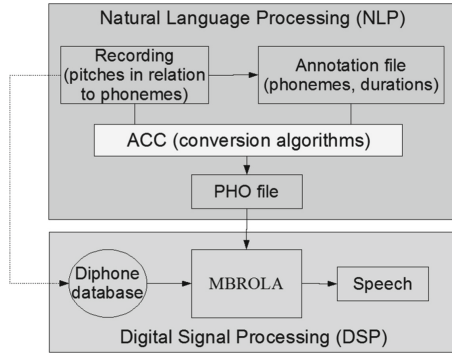 Natural Language Processing (NLP)
Recording
(pitches in relation
to phonemes)
Annotation file
(phonemes, durations)
ACC (conversion algorithms)
PHO file
Diphone
database
MBROLA
Speech
Digital Signal Processing (DSP)